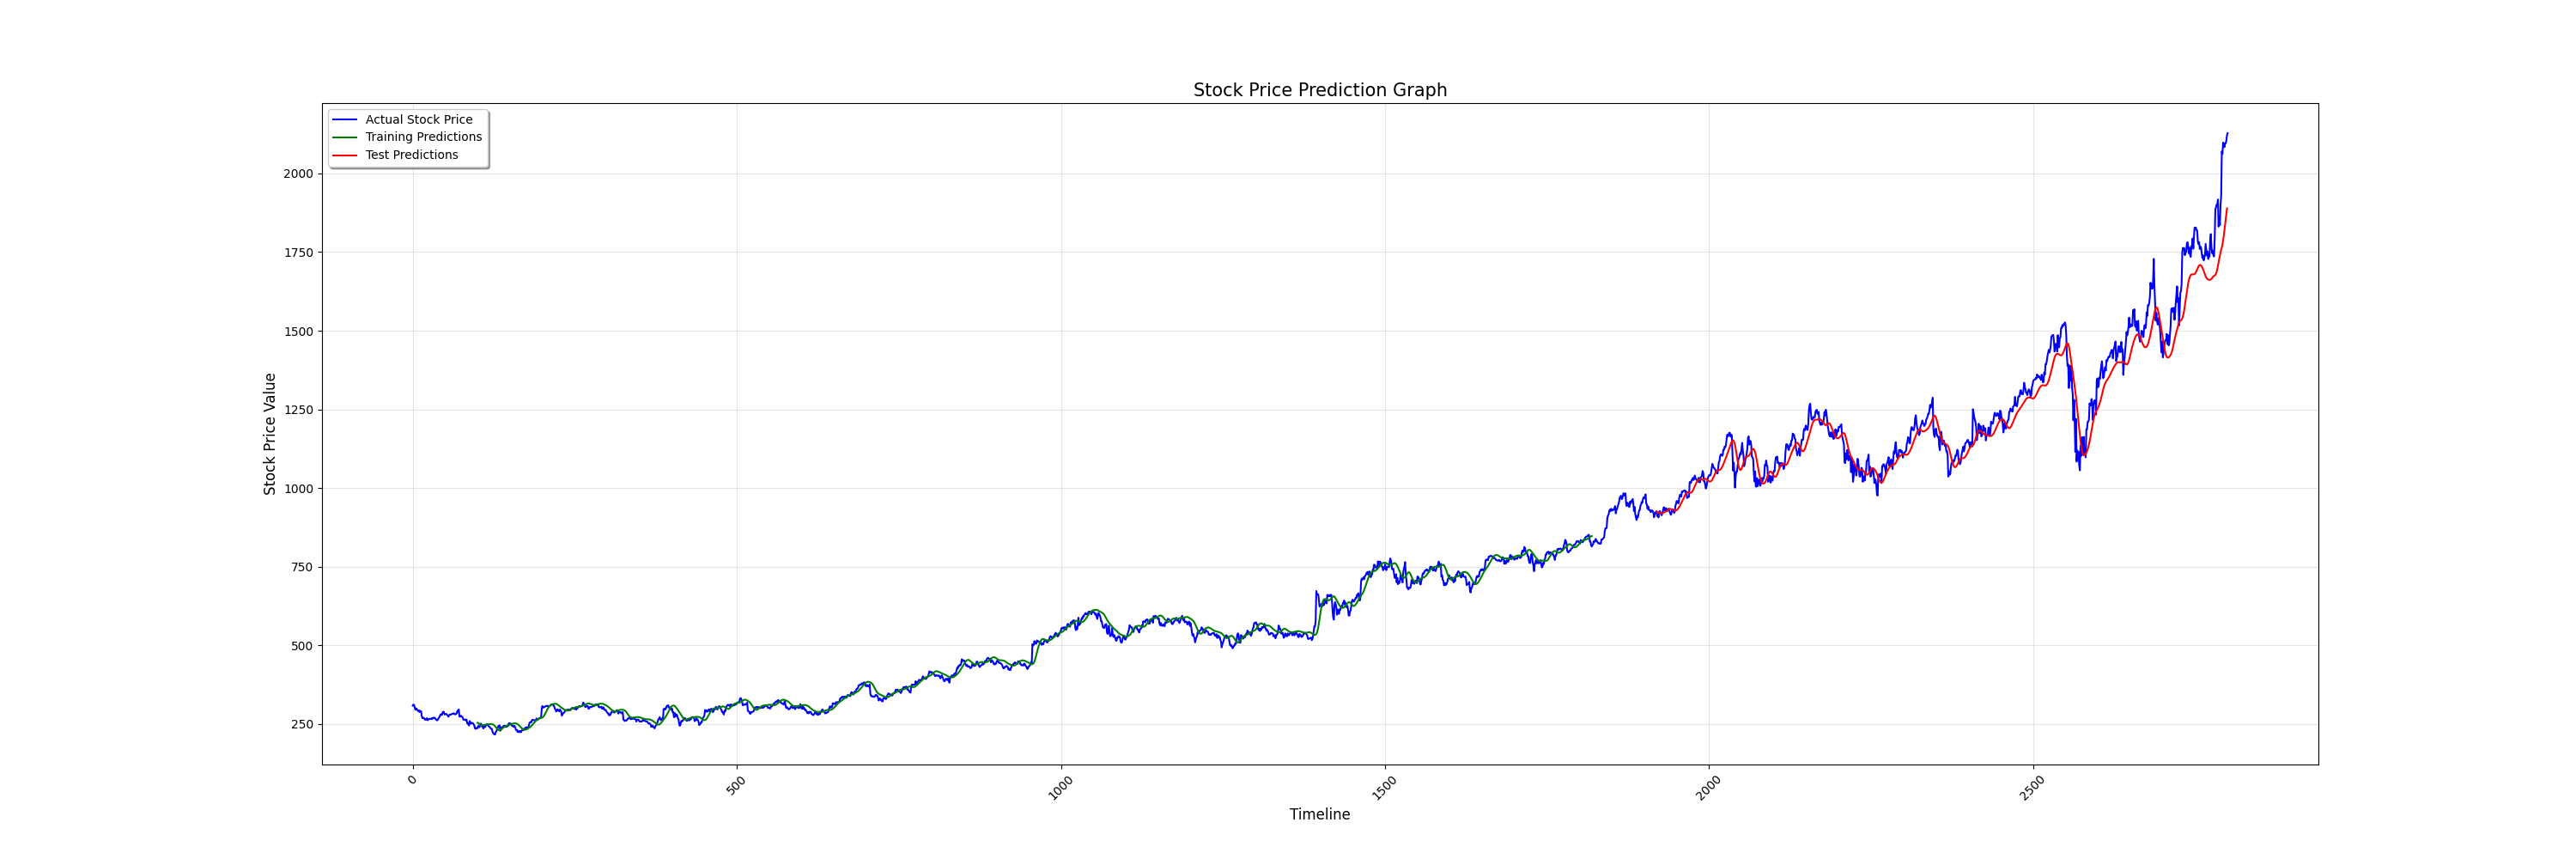 Stock Price Prediction Graph
Actual Stock Price
Training Predictions
Test Predictions
Stock Price Value
2000
1750
1500
1250
1000
750
500
250
0
500
1000
1500
2000
2500
Timeline